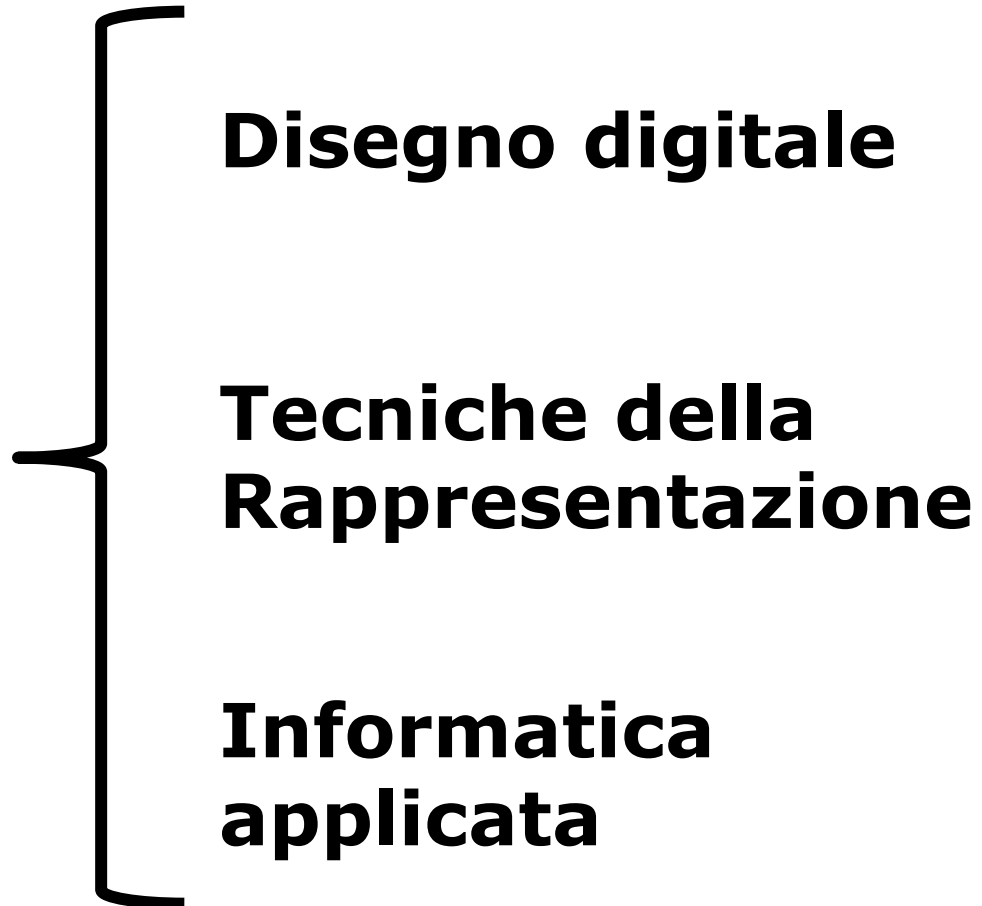 Disegno digitale
Tecniche della
Rappresentazione
Informatica
applicata